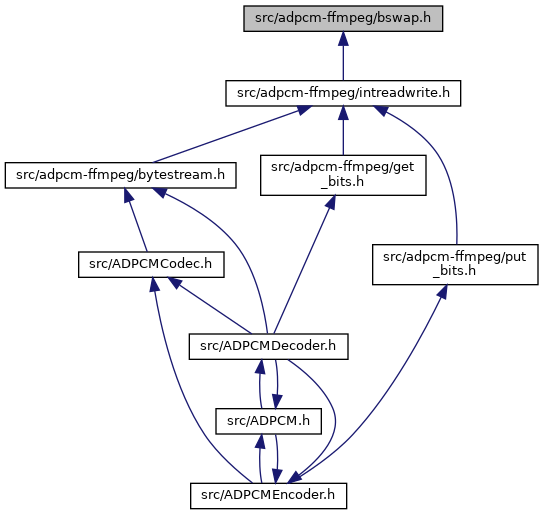 src/adpcm-ffmpeg/bswap.h
src/adpcm-ffmpeg/intreadwrite.h
src/adpcm-ffmpeg/bytestream.h
src/adpcm-ffmpeg/get
_bits.h
src/ADPCMCodec.h
src/adpcm-ffmpeg/put
_bits.h
src/ADPCMDecoder.h
src/ADPCM.h
src/ADPCMEncoder.h